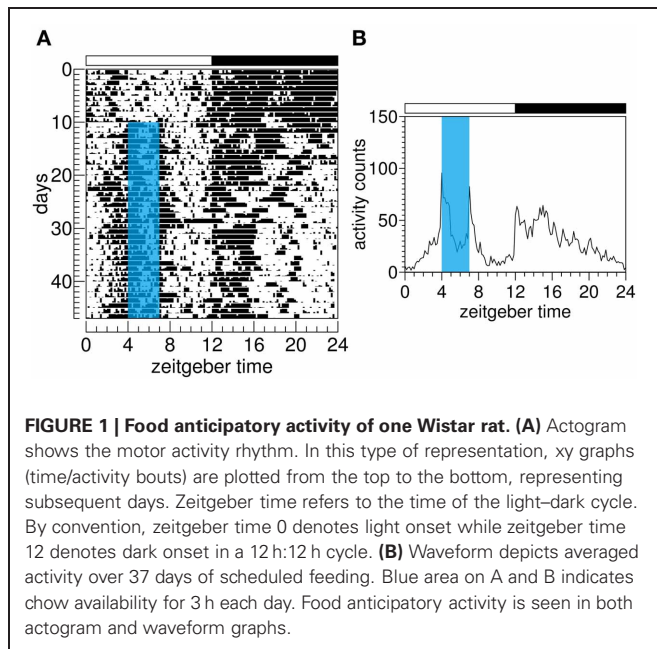 A
B
0
10
20
30
40
days
0 4 8 12 16 20 24
zeitgeber time
150
100
50
0
activity counts
0 4 8 12 16 20 24
zeitgeber time
FIGURE 1 | Food anticipatory activity of one Wistar rat. (A) Actogram
shows the motor activity rhythm. In this type of representation, xy graphs
(time/activity bouts) are plotted from the top to the bottom, representing
subsequent days. Zeitgeber time refers to the time of the light–dark cycle.
By convention, zeitgeber time 0 denotes light onset while zeitgeber time
12 denotes dark onset in a 12 h:12 h cycle. (B) Waveform depicts averaged
activity over 37 days of scheduled feeding. Blue area on A and B indicates
chow availability for 3 h each day. Food anticipatory activity is seen in both
actogram and waveform graphs.